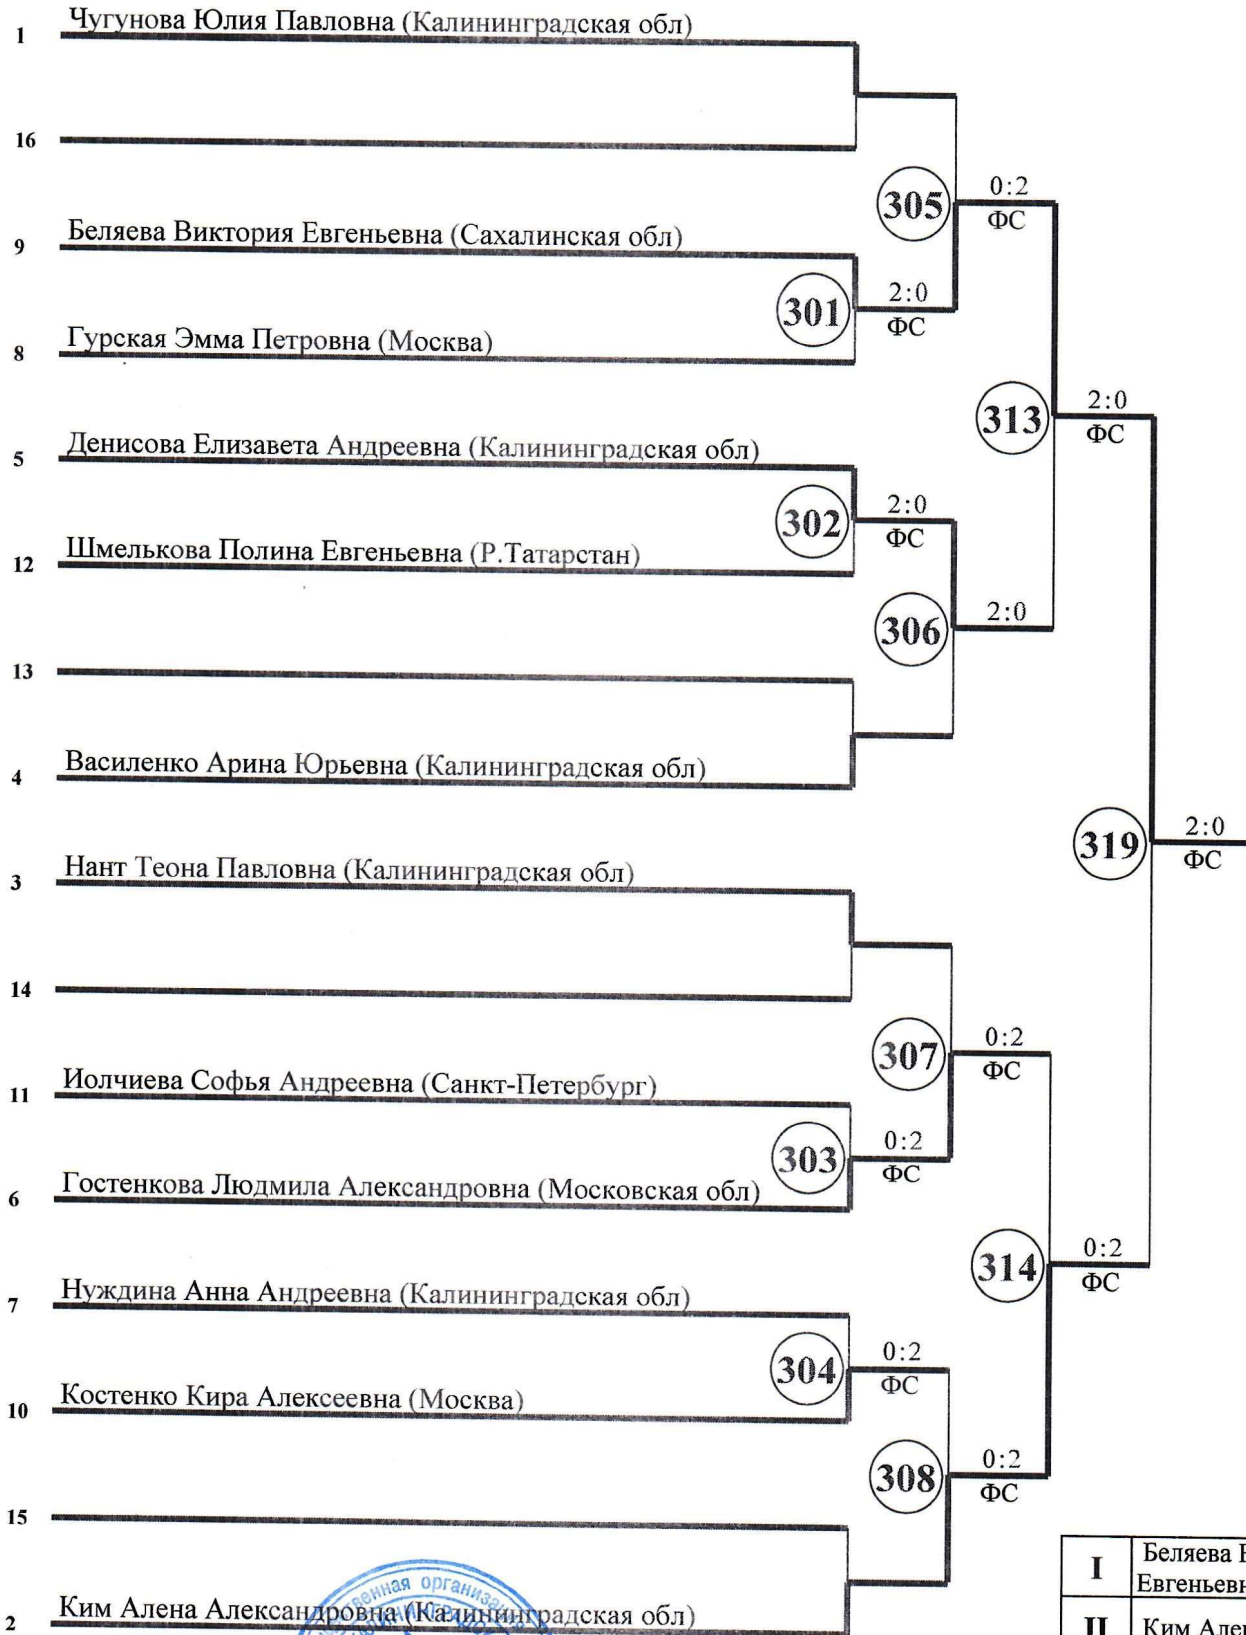 1 Чугунова Юлия Павловна (Калининградская обл)
16
305 0:2
ФС
9 Беляева Виктория Евгеньевна (Сахалинская обл)
301 2:0
ФС
8 Гурская Эмма Петровна (Москва)
313 2:0
ФС
5 Денисова Елизавета Андреевна (Калининградская обл)
302 2:0
ФС
12 Шмелькова Полина Евгеньевна (Р.Татарстан)
306 2:0
13
4 Василенко Арина Юрьевна (Калининградская обл)
319 2:0
ФС
3 Нант Теона Павловна (Калининградская обл)
14
307 0:2
ФС
11 Иолчиева Софья Андреевна (Санкт-Петербург)
303 0:2
ФС
6 Гостенкова Людмила Александровна (Московская обл)
314 0:2
ФС
7 Нуждина Анна Андреевна (Калининградская обл)
304 0:2
ФС
10 Костенко Кира Алексеевна (Москва)
308 0:2
ФС
15
I Беляева
Евгеньевн
2 Ким Алена Александровна (Калининградская обл)
II Ким Ален